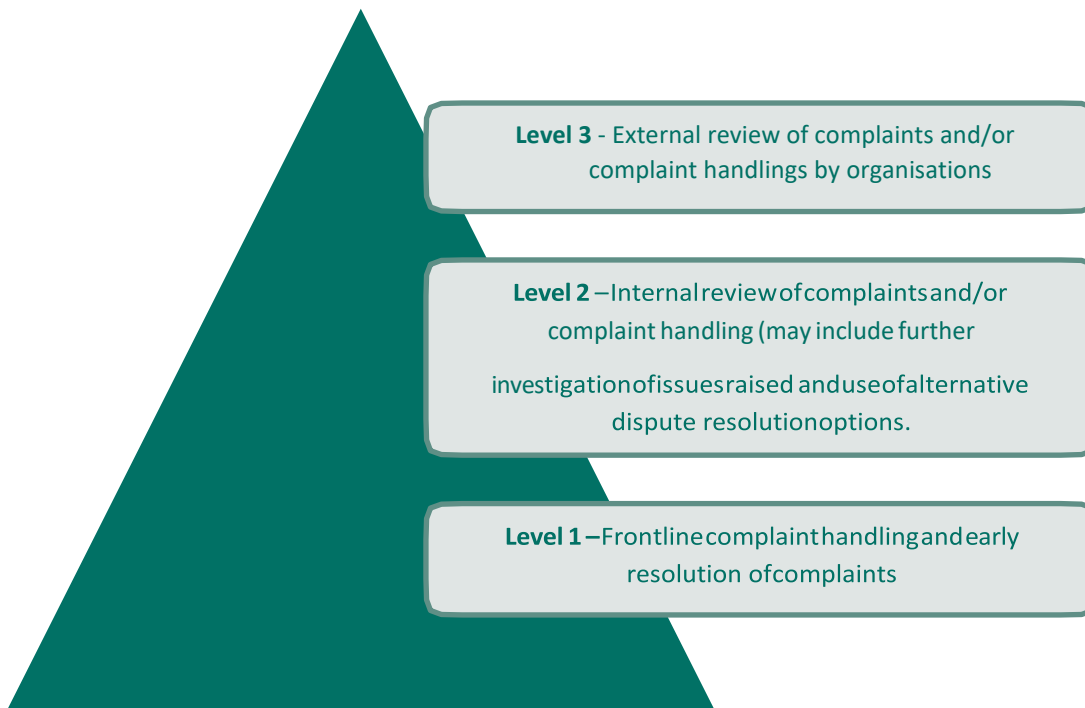 Level 3 - External review of complaints and/or
complaint handlings by organisations
Level 2 –Internalreviewofcomplaintsand/or
complaint handling (may include further
investigationofissuesraised anduseofalternative
dispute resolutionoptions.
Level 1 –Frontlinecomplainthandlingandearly
resolution ofcomplaints